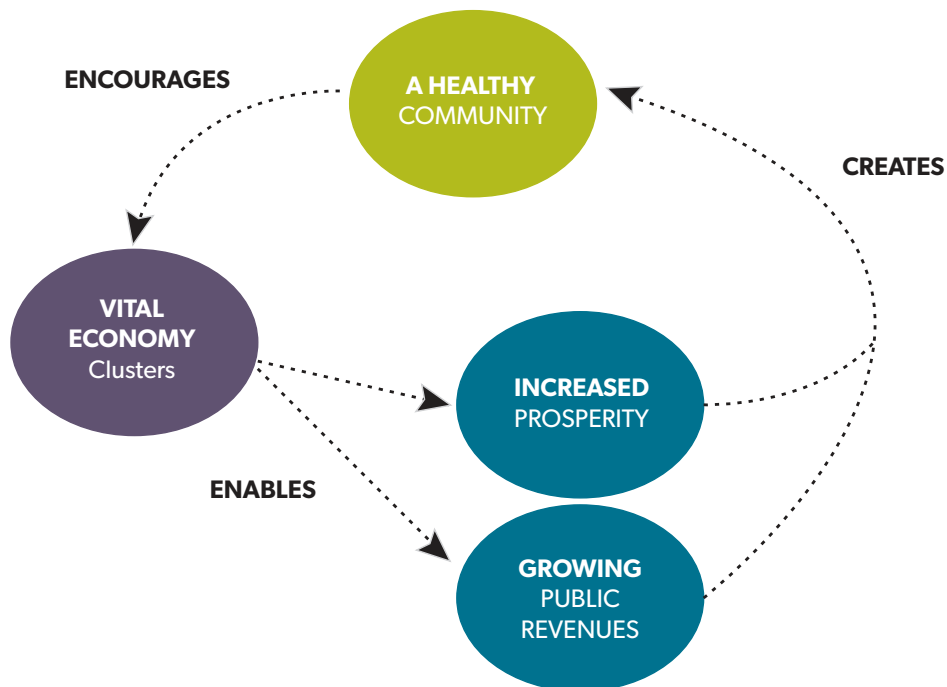 ENCOURAGES
A HEALTHY
COMMUNITY
CREATES
VITAL
ECONOMY
Clusters
INCREASED
PROSPERITY
ENABLES
GROWING
PUBLIC
REVENUES